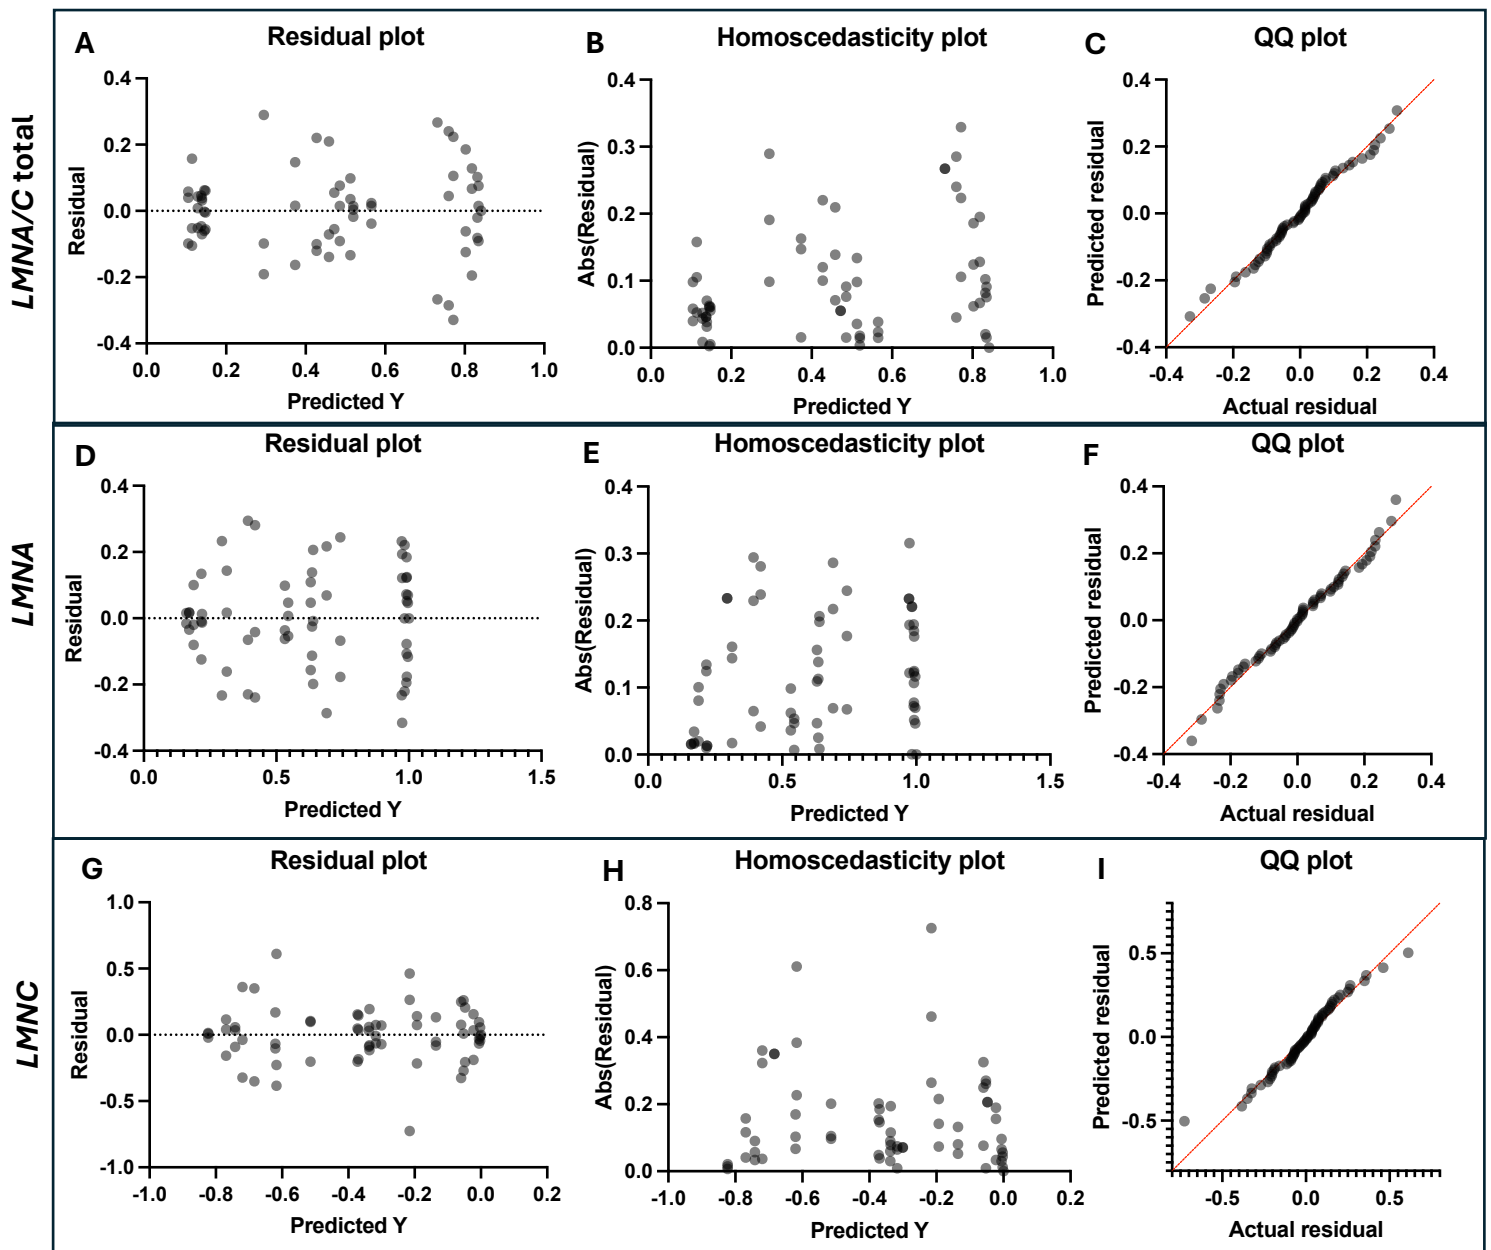 LMNA/C total
A
Residual plot
0.4
0.2
0.0
-0.2
-0.4
Residual
0.0 0.2 0.4 0.6 0.8 1.0
Predicted Y
B
Homoscedasticity plot
0.4
0.3
0.2
0.1
0.0
Abs(Residual)
0.0 0.2 0.4 0.6 0.8 1.0
Predicted Y
C
QQ plot
0.4
0.2
0.0
-0.2
-0.4
Predicted residual
-0.4 -0.2 0.0 0.2 0.4
Actual residual
LMNA
D
Residual plot
0.4
0.2
0.0
-0.2
-0.4
Residual
0.0 0.5 1.0 1.5
Predicted Y
E
Homoscedasticity plot
0.4
0.3
0.2
0.1
0.0
Abs(Residual)
0.0 0.5 1.0 1.5
Predicted Y
F
QQ plot
0.4
0.2
0.0
-0.2
-0.4
Predicted residual
-0.4 -0.2 0.0 0.2 0.4
Actual residual
LMNC
G
Residual plot
1.0
0.5
0.0
-0.5
-1.0
Residual
-1.0 -0.8 -0.6 -0.4 -0.2 0.0 0.2
Predicted Y
H
Homoscedasticity plot
0.8
0.6
0.4
0.2
0.0
Abs(Residual)
-1.0 -0.8 -0.6 -0.4 -0.2 0.0 0.2
Predicted Y
I
QQ plot
0.5
0.0
-0.5
Predicted residual
-0.5 0.0 0.5
Actual residual